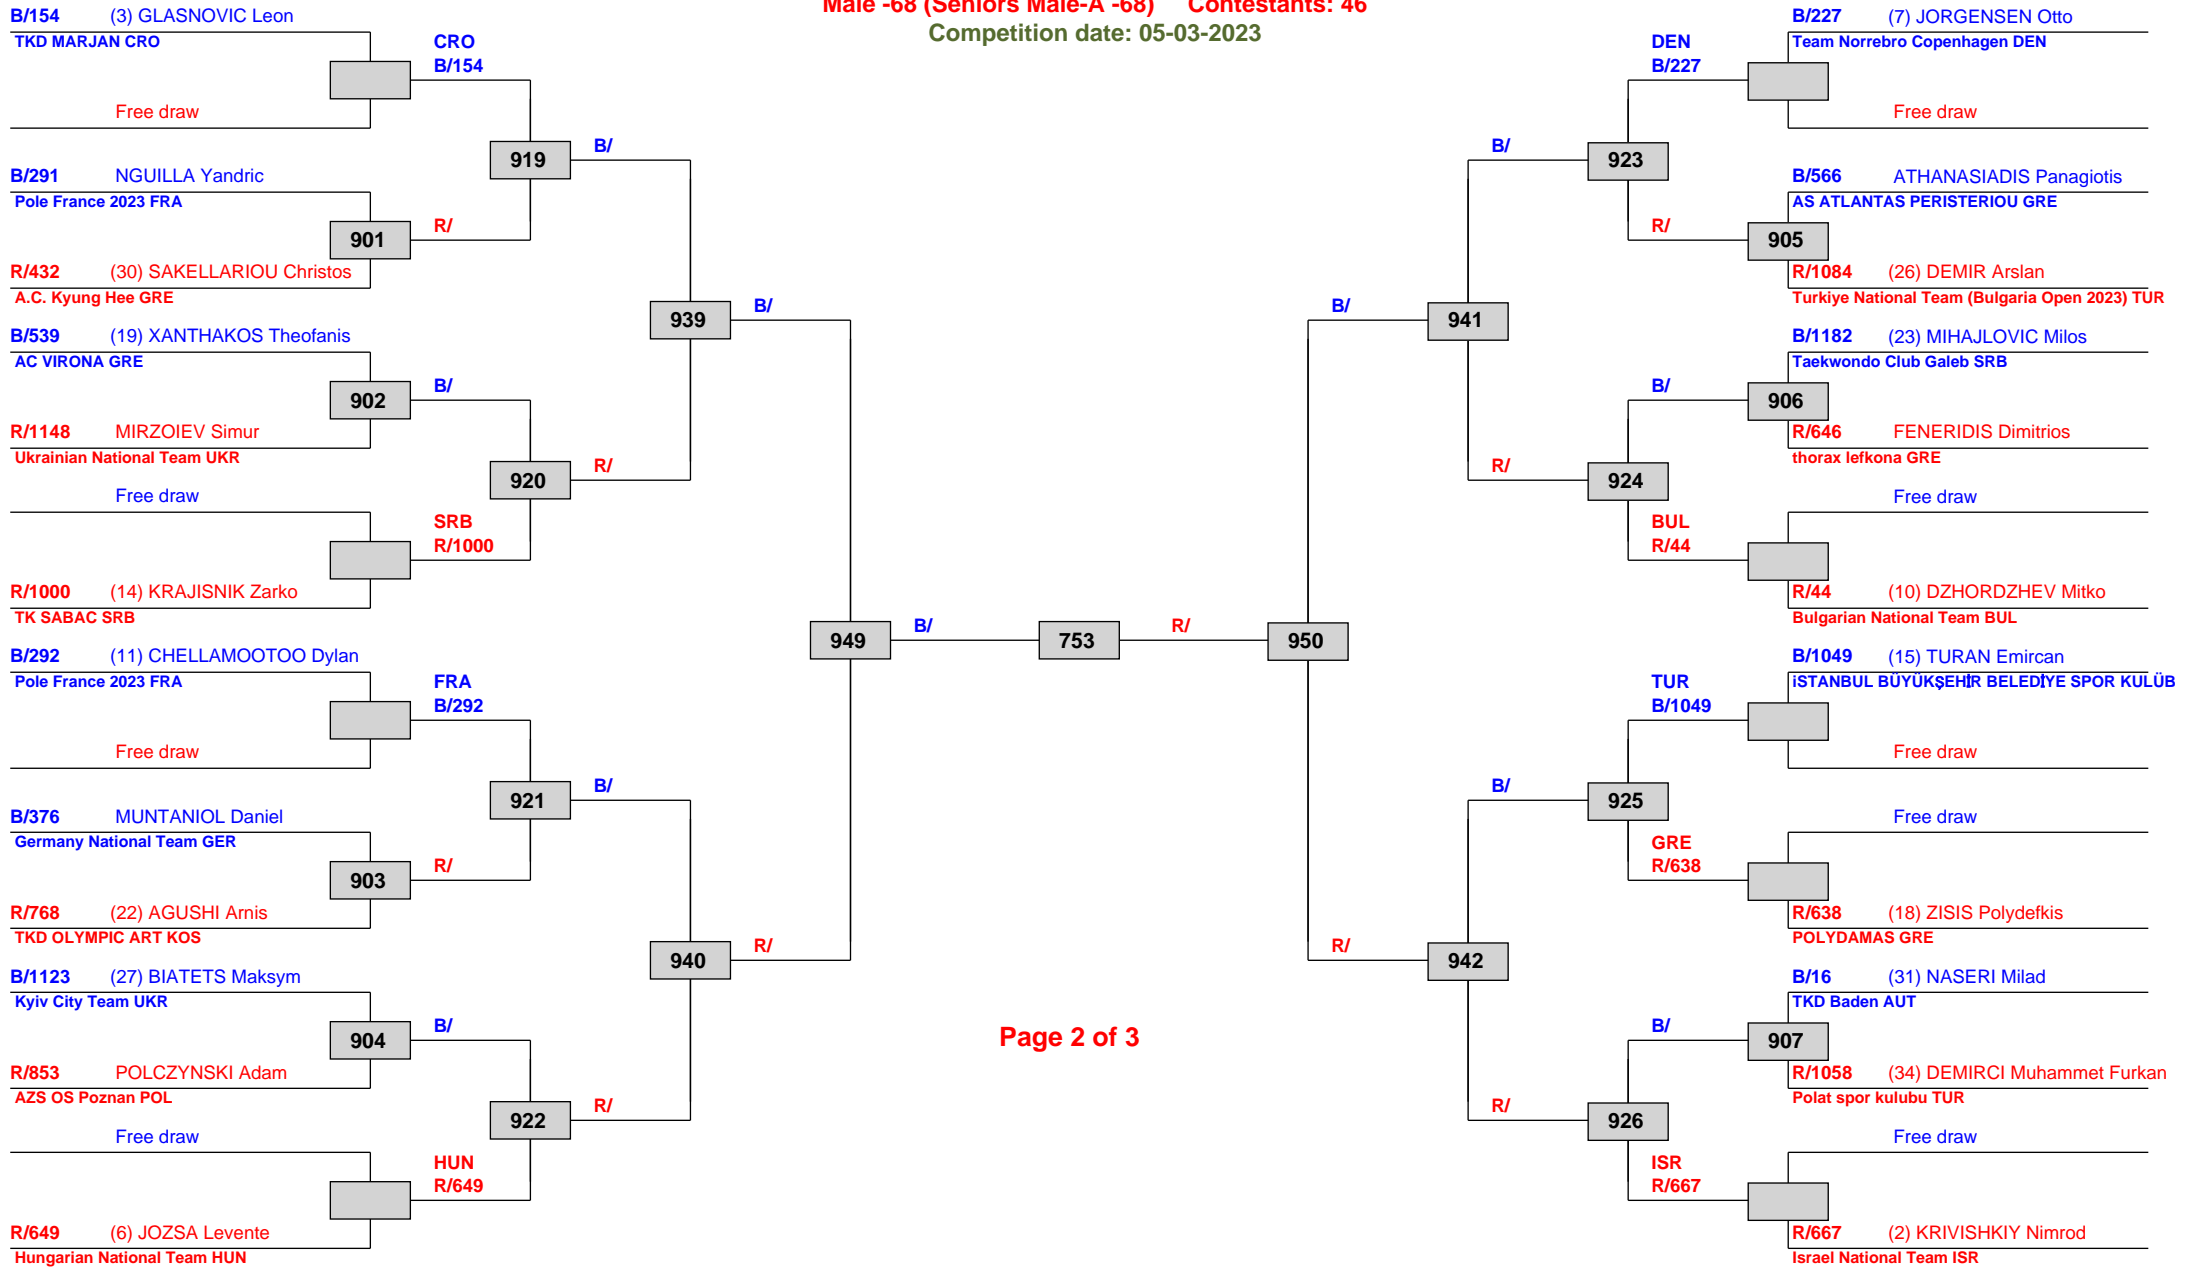 Male -68 (Seniors Male-A -68) Contestants: 46
Competition date: 05-03-2023
B/154 (3) GLASNOVIC Leon
TKD MARJAN CRO
CRO
B/154
Free draw
919
B/
B/291 NGUILLA Yandric
Pole France 2023 FRA
901
R/
R/432 (30) SAKELLARIOU Christos
A.C. Kyung Hee GRE
939
B/
B/539 (19) XANTHAKOS Theofanis
AC VIRONA GRE
902
B/
R/1148 MIRZOIEV Simur
Ukrainian National Team UKR
920
R/
Free draw
SRB
R/1000
R/1000 (14) KRAJISNIK Zarko
TK SABAC SRB
949
B/
753
R/
950
B/292 (11) CHELLAMOOTOO Dylan
Pole France 2023 FRA
FRA
B/292
Free draw
921
B/
B/376 MUNTANIOL Daniel
Germany National Team GER
903
R/
R/768 (22) AGUSHI Arnis
TKD OLYMPIC ART KOS
940
R/
B/1123 (27) BIATETS Maksym
Kyiv City Team UKR
904
B/
R/853 POLCZYNSKI Adam
AZS OS Poznan POL
922
R/
Free draw
HUN
R/649
R/649 (6) JOZSA Levente
Hungarian National Team HUN
B/227 (7) JORGENSEN Otto
Team Norrebro Copenhagen DEN
DEN
B/227
Free draw
B/
923
B/566 ATHANASIADIS Panagiotis
AS ATLANTAS PERISTERIOU GRE
R/
905
R/1084 (26) DEMIR Arslan
Turkiye National Team (Bulgaria Open 2023) TUR
B/
941
B/1182 (23) MIHAJLOVIC Milos
Taekwondo Club Galeb SRB
B/
906
R/646 FENERIDIS Dimitrios
thorax lefkona GRE
R/
924
Free draw
BUL
R/44
R/44 (10) DZHORDZHEV Mitko
Bulgarian National Team BUL
B/1049 (15) TURAN Emircan
iSTANBUL BÜYÜKŞEHİR BELEDİYE SPOR KULÜB
TUR
B/1049
Free draw
B/
925
Free draw
GRE
R/638
R/638 (18) ZISIS Polydefkis
POLYDAMAS GRE
R/
942
B/16 (31) NASERI Milad
TKD Baden AUT
B/
907
R/1058 (34) DEMIRCI Muhammet Furkan
Polat spor kulubu TUR
R/
926
Free draw
ISR
R/667
R/667 (2) KRIVISHKIY Nimrod
Israel National Team ISR
Page 2 of 3